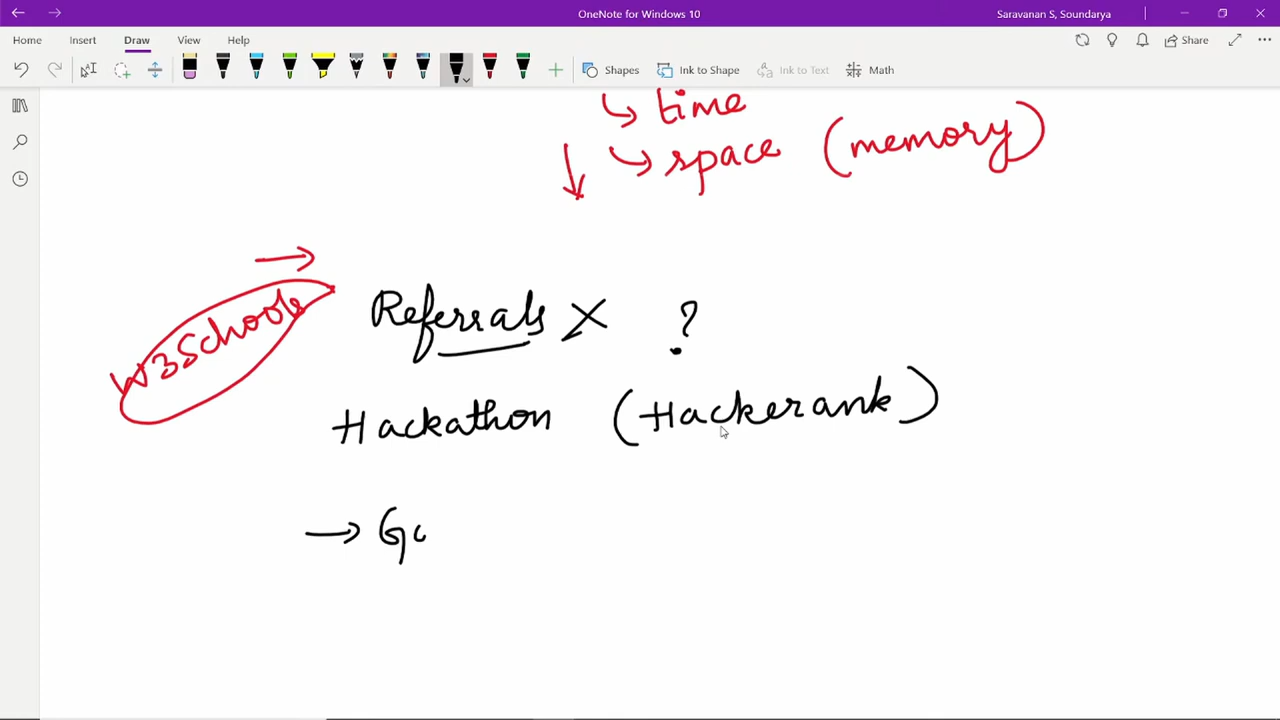 OneNote for Windows 10
Saravanan S, Soundarya
Home Insert Draw View Help
Share
Shapes Ink to Shape Ink to Text Math
time
space (memory)
W3Schools
Referrals X ?
Hackathon (Hackerank)
→ Go